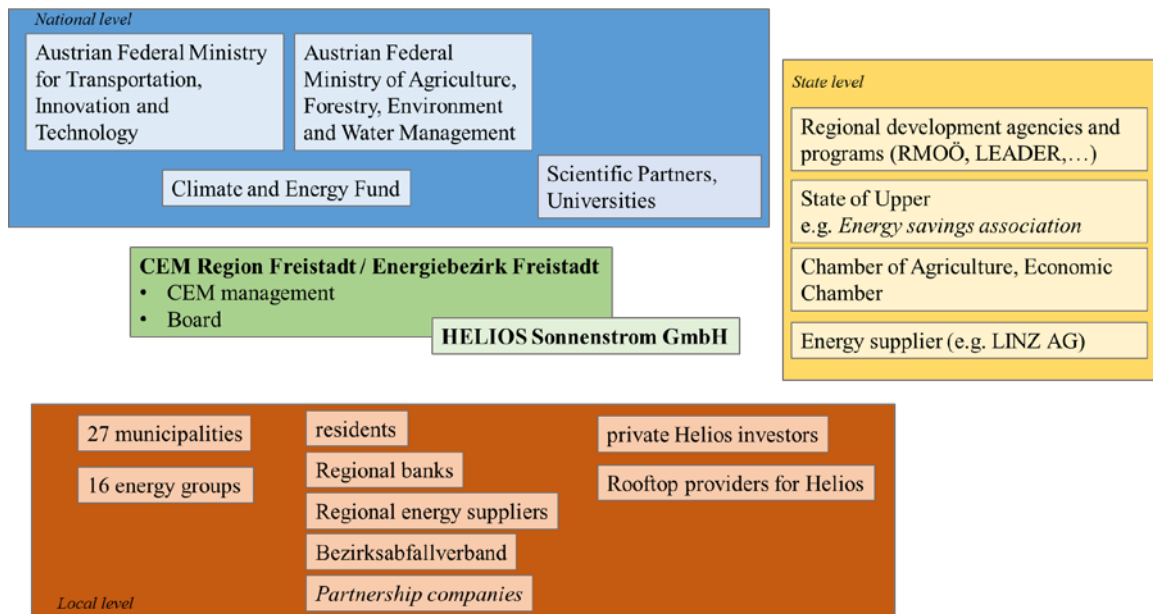 National level
Austrian Federal Ministry
for Transportation,
Innovation and
Technology
Austrian Federal
Ministry of Agriculture,
Forestry, Environment
and Water Management
Climate and Energy Fund
Scientific Partners,
Universities
State level
Regional development agencies and
programs (RMOÖ, LEADER,…)
State of Upper
e.g. Energy savings association
Chamber of Agriculture, Economic
Chamber
Energy supplier (e.g. LINZ AG)
CEM Region Freistadt / Energiebezirk Freistadt
• CEM management
• Board
HELIOS Sonnenstrom GmbH
27 municipalities
16 energy groups
residents
Regional banks
Regional energy suppliers
Bezirksabfallverband
Partnership companies
private Helios investors
Rooftop providers for Helios
Local level